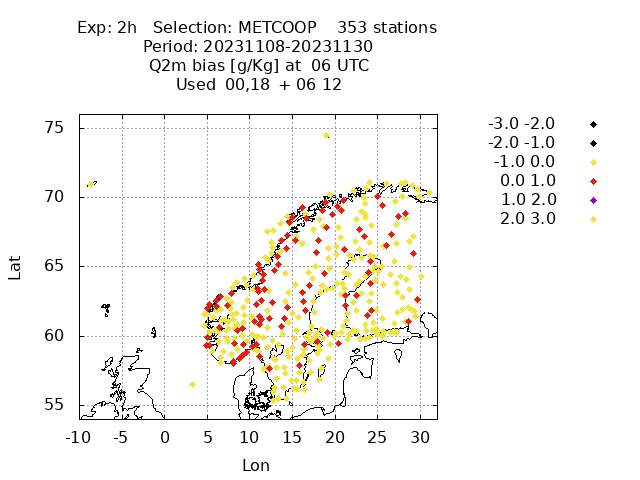 Exp: 2h   Selection: METCOOP    353 stations
Period: 20231108-20231130
Q2m bias [g/Kg] at  06 UTC
Used  00,18  + 06 12
-3.0 -2.0
-2.0 -1.0
-1.0 0.0
0.0 1.0
1.0 2.0
2.0 3.0
75
70
65
60
55
Lat
-10 -5 0 5 10 15 20 25 30
Lon